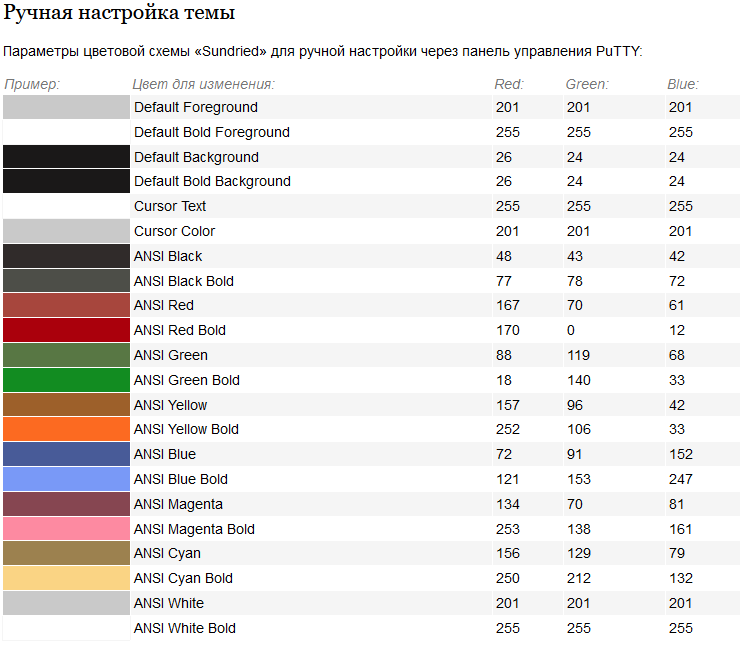 Ручная настройка темы
Параметры цветовой схемы «Sundried» для ручной настройки через панель управления PuTTY:
Пример: Цвет для изменения: Red: Green: Blue:
Default Foreground 201 201 201
Default Bold Foreground 255 255 255
Default Background 26 24 24
Default Bold Background 26 24 24
Cursor Text 255 255 255
Cursor Color 201 201 201
ANSI Black 48 43 42
ANSI Black Bold 77 78 72
ANSI Red 167 70 61
ANSI Red Bold 170 0 12
ANSI Green 88 119 68
ANSI Green Bold 18 140 33
ANSI Yellow 157 96 42
ANSI Yellow Bold 252 106 33
ANSI Blue 72 91 152
ANSI Blue Bold 121 153 247
ANSI Magenta 134 70 81
ANSI Magenta Bold 253 138 161
ANSI Cyan 156 129 79
ANSI Cyan Bold 250 212 132
ANSI White 201 201 201
ANSI White Bold 255 255 255